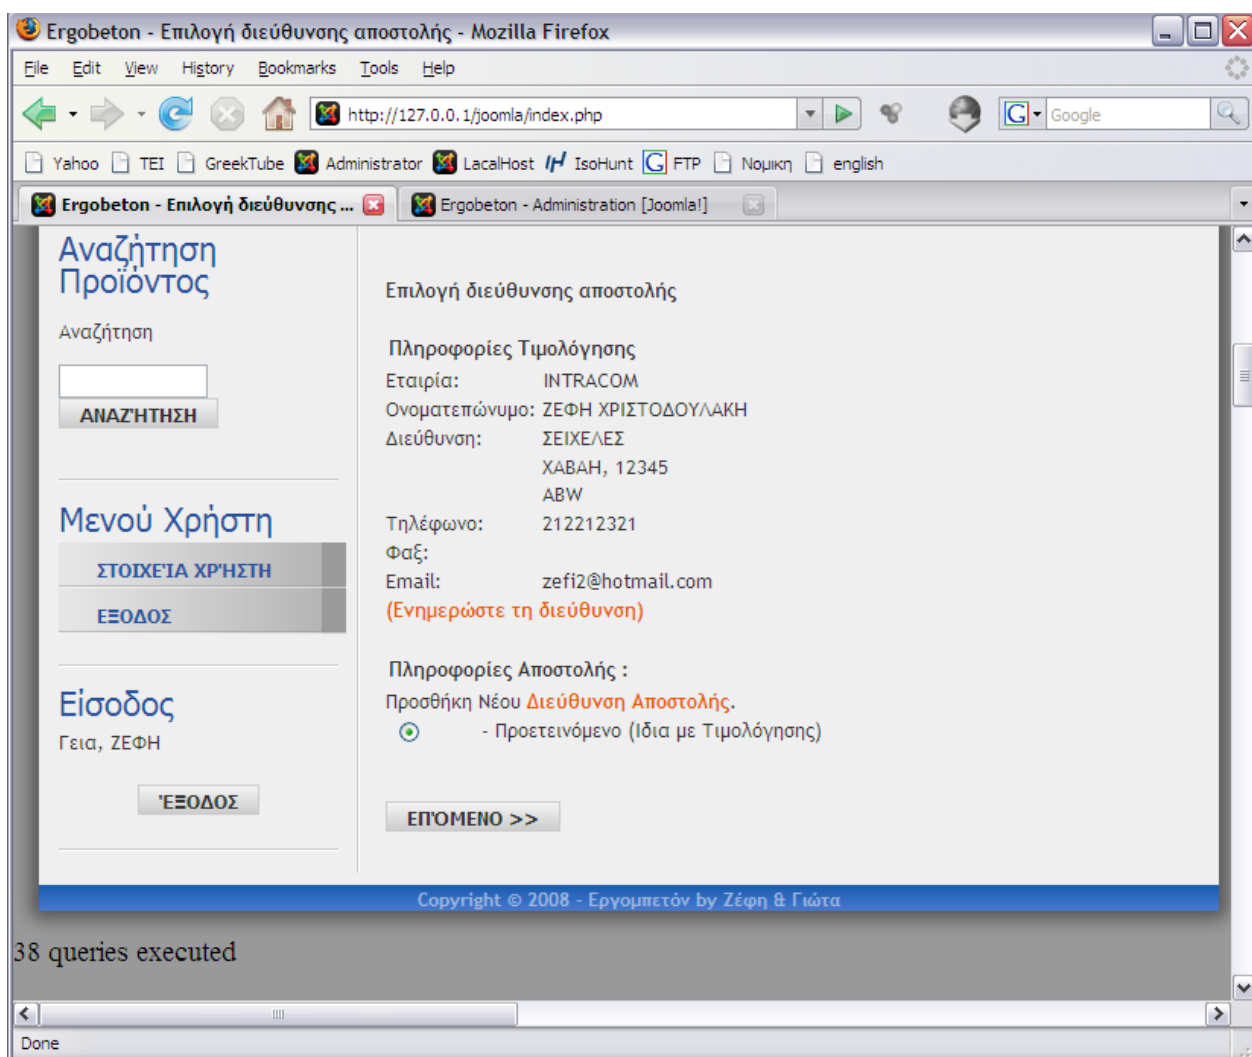 Ergobeton - Επιλογή διεύθυνσης αποστολής - Mozilla Firefox
File Edit View History Bookmarks Tools Help
http://127.0.0.1/joomla/index.php
G Google
Yahoo TEI GreekTube Administrator LacalHost IH IsoHunt G FTP Νομικη english
Ergobeton - Επιλογή διεύθυνσης ... Ergobeton - Administration [Joomla!]
Αναζήτηση
Προϊόντος
Αναζήτηση
ΑΝΑΖΉΤΗΣΗ
Μενού Χρήστη
ΣΤΟΙΧΕΊΑ ΧΡΉΣΤΗ
ΕΞΟΔΟΣ
Είσοδος
Γεια, ΖΕΦΗ
ΈΞΟΔΟΣ
Επιλογή διεύθυνσης αποστολής
Πληροφορίες Τιμολόγησης
Εταιρία: INTRACOM
Ονοματεπώνυμο: ΖΕΦΗ ΧΡΙΣΤΟΔΟΥΛΑΚΗ
Διεύθυνση: ΣΕΙΧΕΛΕΣ
ΧΑΒΑΗ, 12345
ABW
Τηλέφωνο: 212212321
Φαξ:
Email: zefi2@hotmail.com
(Ενημερώστε τη διεύθυνση)
Πληροφορίες Αποστολής :
Προσθήκη Νέου Διεύθυνση Αποστολής.
- Προετεινόμενο (Ιδια με Τιμολόγησης)
ΕΠΌΜΕΝΟ >>
Copyright © 2008 - Εργομπετόν by Ζέφη & Γιώτα
38 queries executed
Done